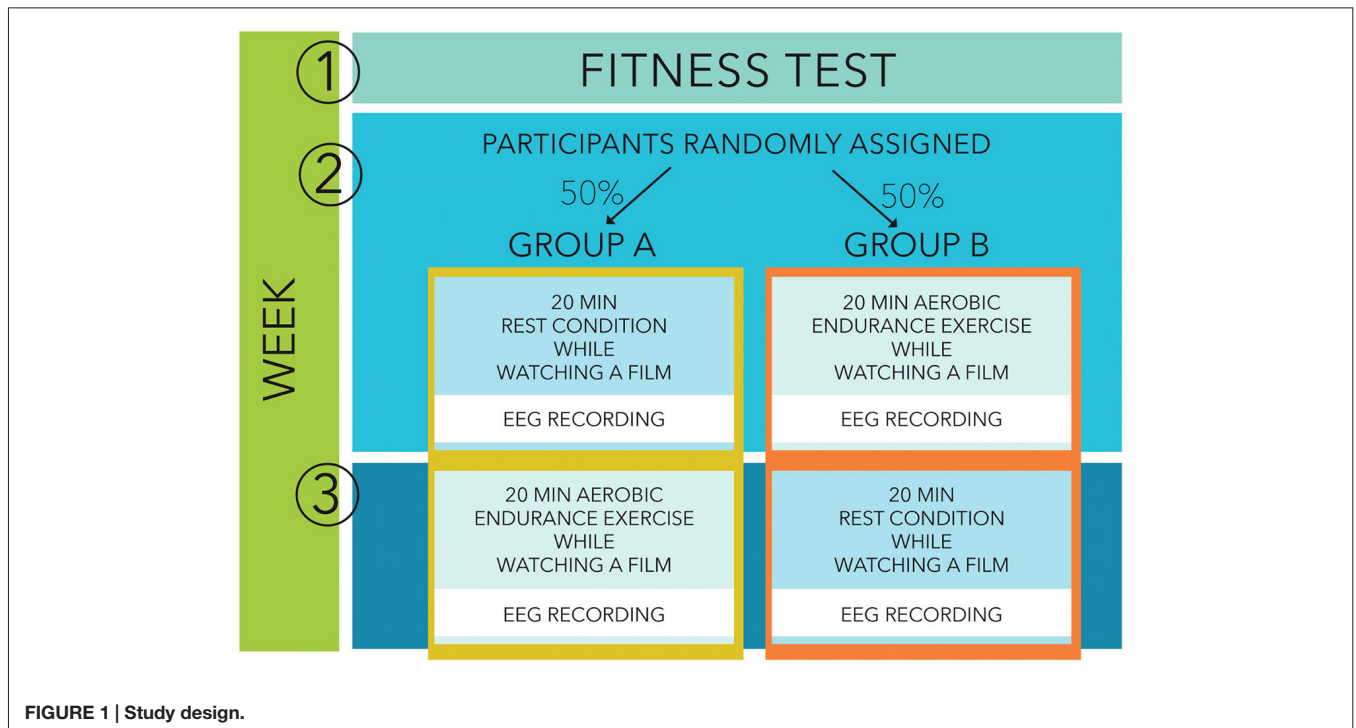 WEEK
1
FITNESS TEST
2
PARTICIPANTS RANDOMLY ASSIGNED
50%
50%
GROUP A
GROUP B
20 MIN
REST CONDITION
WHILE
WATCHING A FILM
EEG RECORDING
20 MIN AEROBIC
ENDURANCE EXERCISE
WHILE
WATCHING A FILM
EEG RECORDING
3
20 MIN AEROBIC
ENDURANCE EXERCISE
WHILE
WATCHING A FILM
EEG RECORDING
20 MIN
REST CONDITION
WHILE
WATCHING A FILM
EEG RECORDING
FIGURE 1 | Study design.